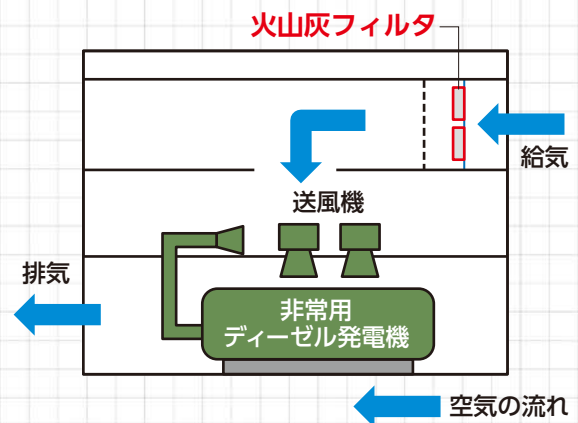 火山灰フィルタ
給気
送風機
排気
非常用
ディーゼル発電機
空気の流れ